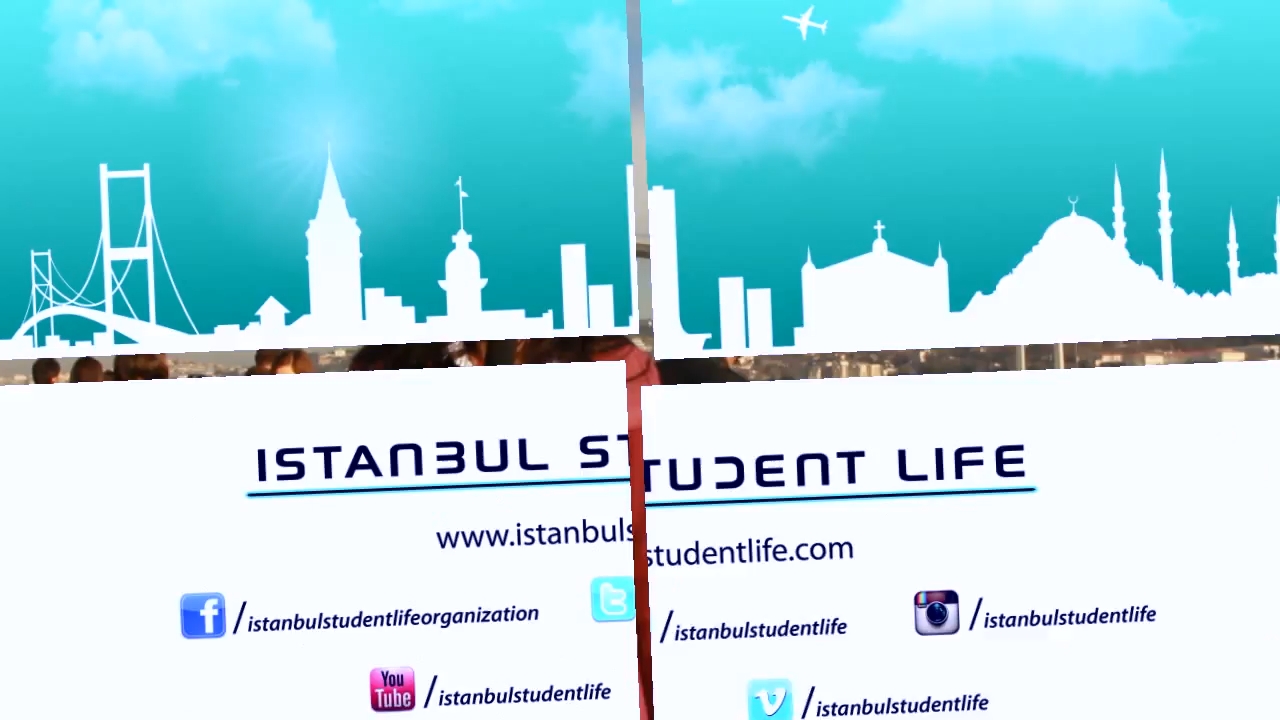 ISTANBUL STUDENT LIFE
www.istanbulstudentlife.com
f /istanbulstudentlifeorganization t /istanbulstudentlife /istanbulstudentlife
You Tube /istanbulstudentlife v /istanbulstudentlife